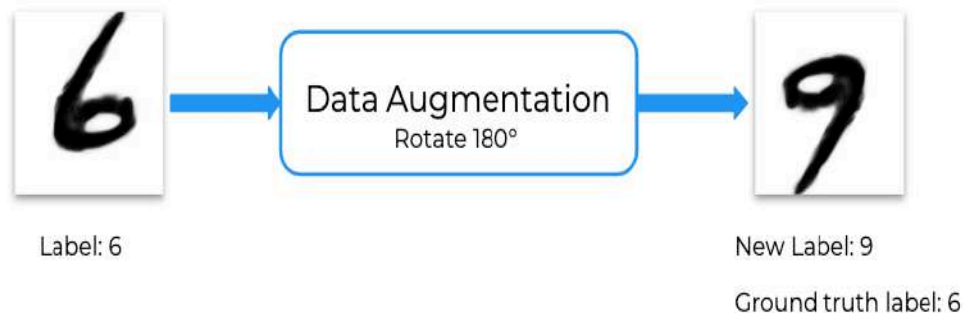 6
Data Augmentation
Rotate 180°
9
Label: 6
New Label: 9
Ground truth label: 6